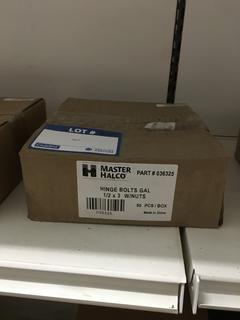 LOT #
MASTER
HALCO
PART # 036325
HINGE BOLTS GAL
1/2 x 3 W/NUTS
50 PCS / BOX
Made in China